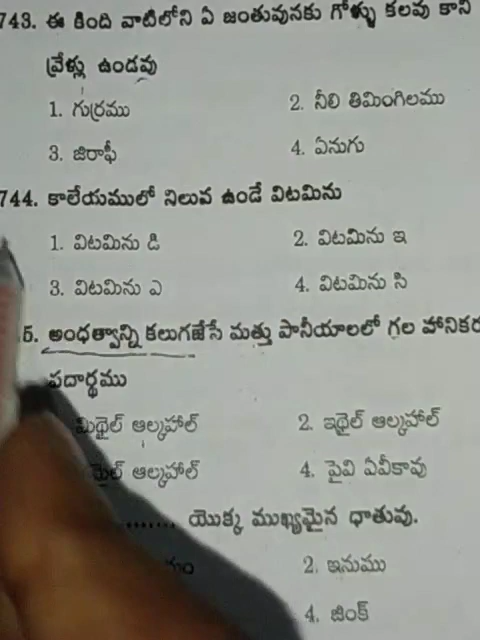 743. ఈ కింది వాటిలోని ఏ జంతువునకు గోళ్ళు కలవు కాని
వ్రేళ్లు ఉండవు
1. గుర్రము 2. నీలి తిమింగిలము
3. జిరాఫీ 4. ఏనుగు
744. కాలేయములో నిలువ ఉండే విటమిను
1. విటమిను డి 2. విటమిను ఇ
3. విటమిను ఎ 4. విటమిను సి
5. అంధత్వాన్ని కలుగజేసే మత్తు పానీయాలలో గల హానికర
పదార్థము
మిథైల్ ఆల్కహాల్ 2. ఇథైల్ ఆల్కహాల్
ఆల్కహాల్ 4. పైవి ఏవీకావు
....... యొక్క ముఖ్యమైన ధాతువు.
2. ఇనుము
4. జింక్